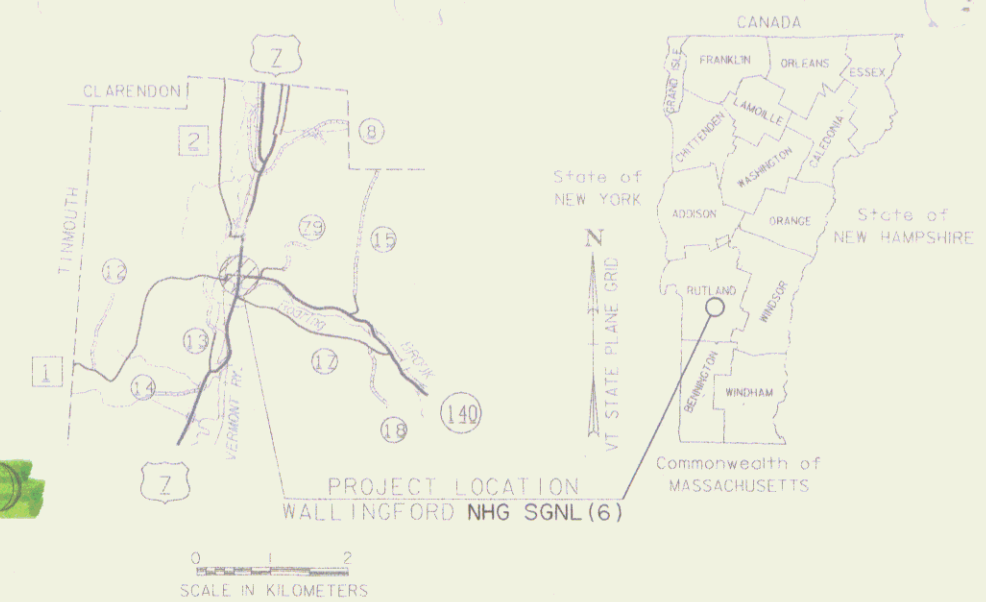 CANADA
7
CLARENDON
2
8
TINMOUTH
12
79
15
13
ROARING
BROOK
17
1
14
VERMONT RY.
18
140
7
FRANKLIN
ORLEANS
ESSEX
GRAND ISLE
LAMOILLE
CHITTENDEN
CALEDONIA
WASHINGTON
State of
NEW YORK
ADDISON
ORANGE
State of
NEW HAMPSHIRE
N
VT STATE PLANE GRID
RUTLAND
WINDSOR
BENNINGTON
WINDHAM
Commonwealth of
MASSACHUSETTS
PROJECT LOCATION
WALLINGFORD NHG SGNL(6)
0 1 2
SCALE IN KILOMETERS